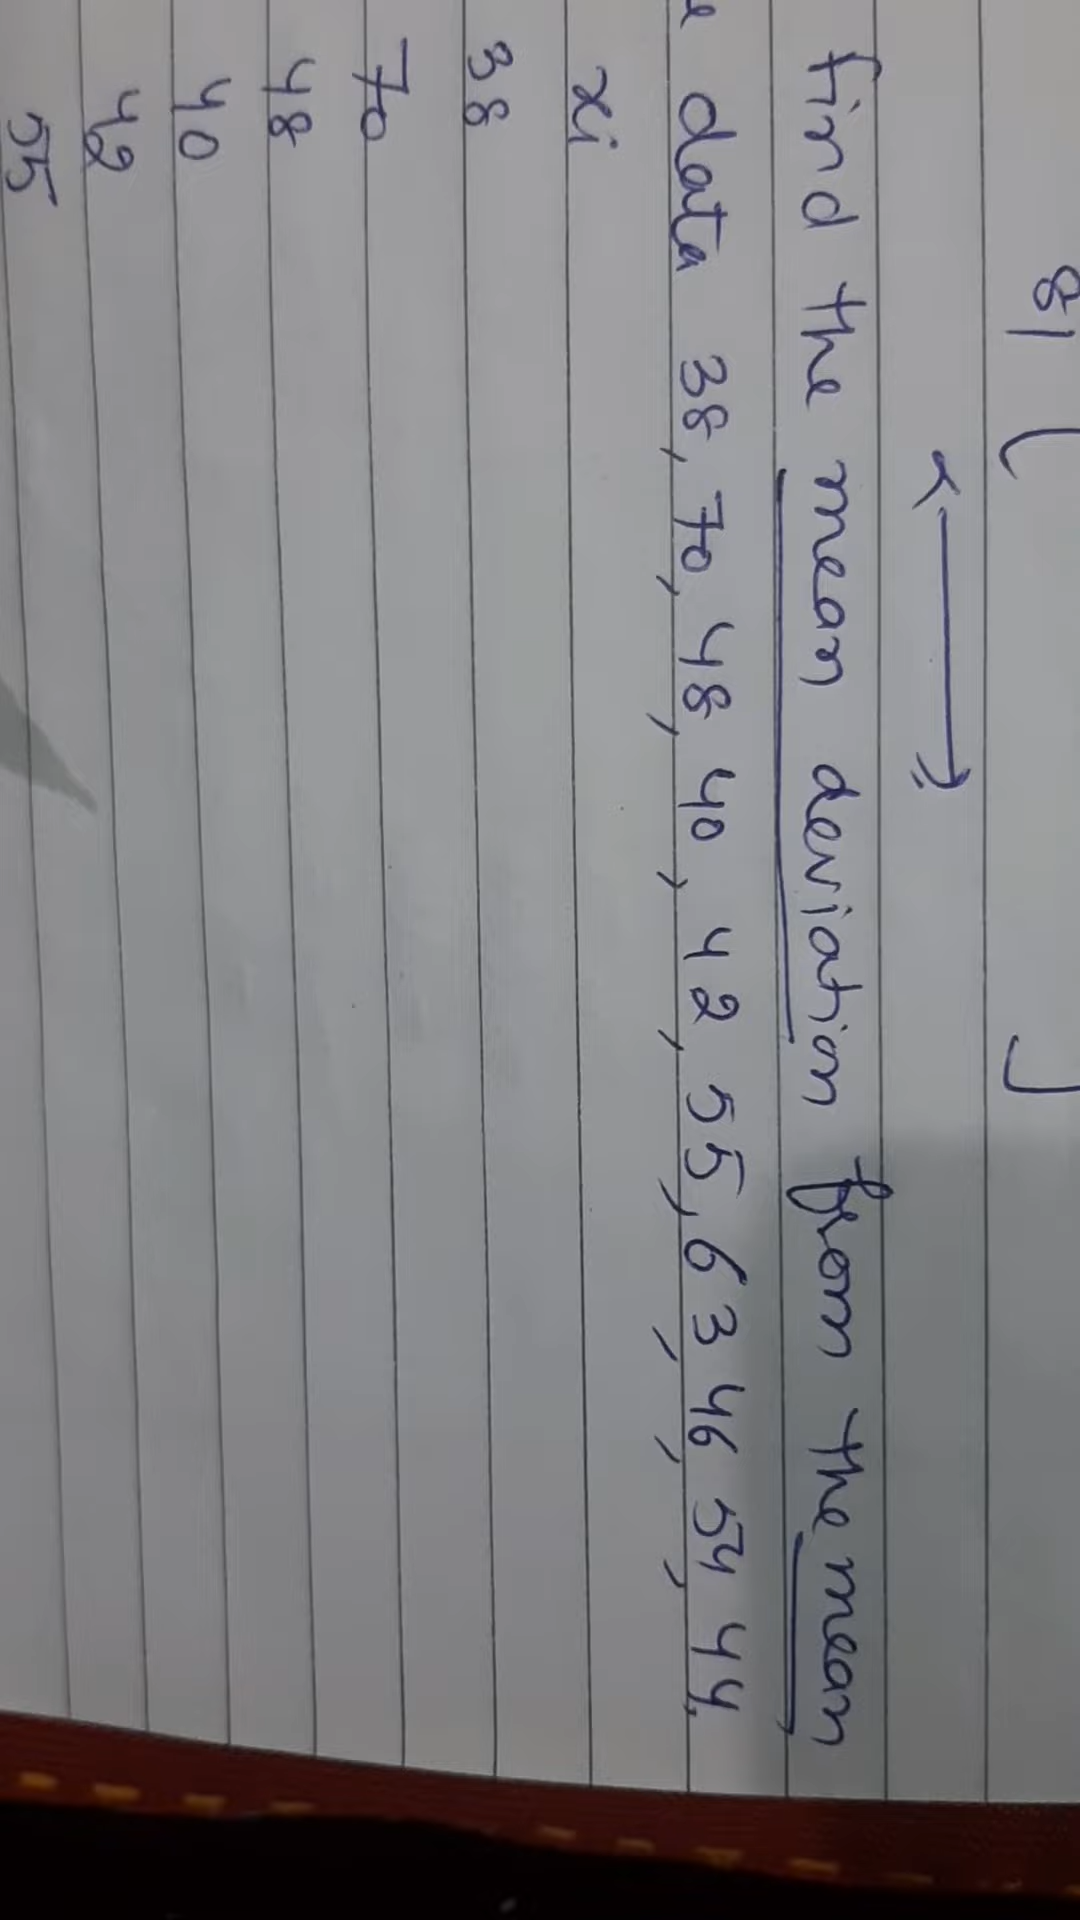 81
find the mean deviation from the mean
data 38, 70, 48, 40, 42, 55, 63, 46, 54, 44.
xi
38
70
48
40
42
55